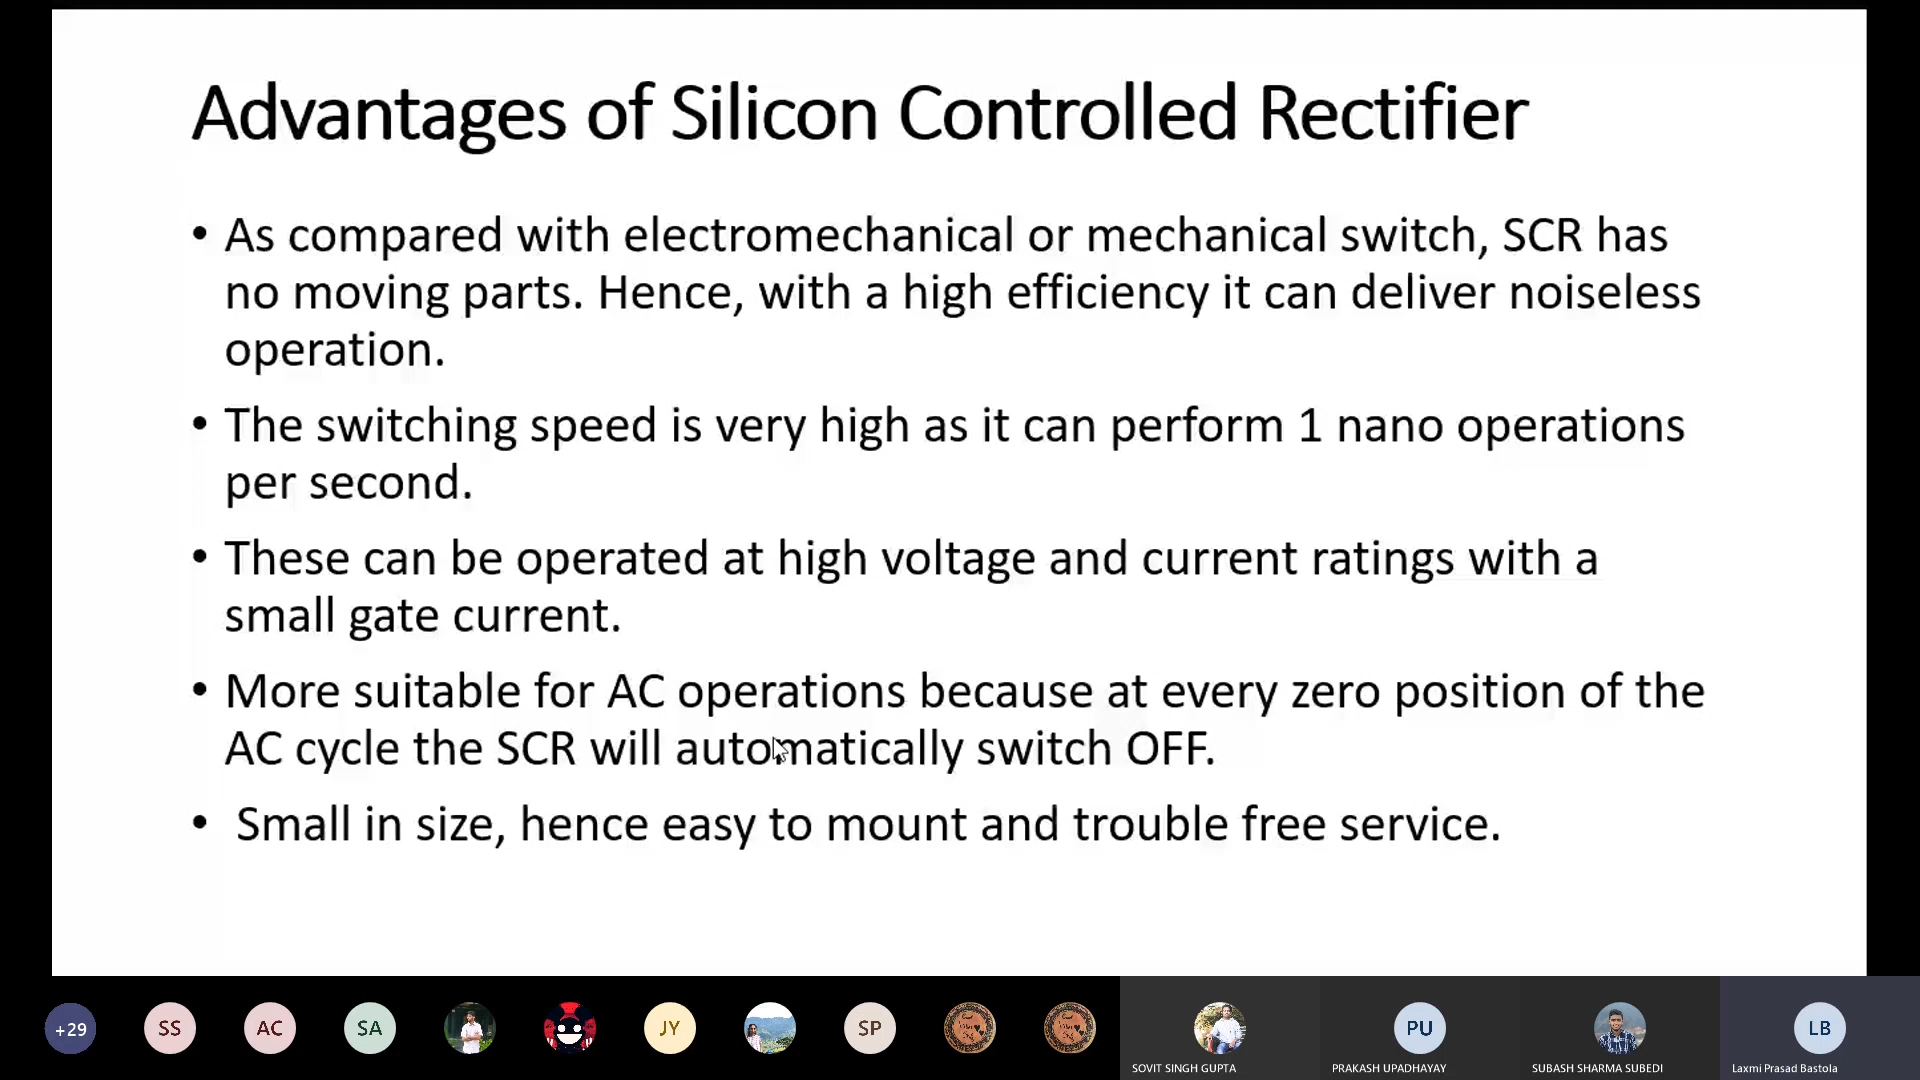 Advantages of Silicon Controlled Rectifier
• As compared with electromechanical or mechanical switch, SCR has
no moving parts. Hence, with a high efficiency it can deliver noiseless
operation.
• The switching speed is very high as it can perform 1 nano operations
per second.
• These can be operated at high voltage and current ratings with a
small gate current.
• More suitable for AC operations because at every zero position of the
AC cycle the SCR will automatically switch OFF.
• Small in size, hence easy to mount and trouble free service.
+29
SS
AC
SA
JY
SP
PU
LB
SOVIT SINGH GUPTA
PRAKASH UPADHAYAY
SUBASH SHARMA SUBEDI
Laxmi Prasad Bastola